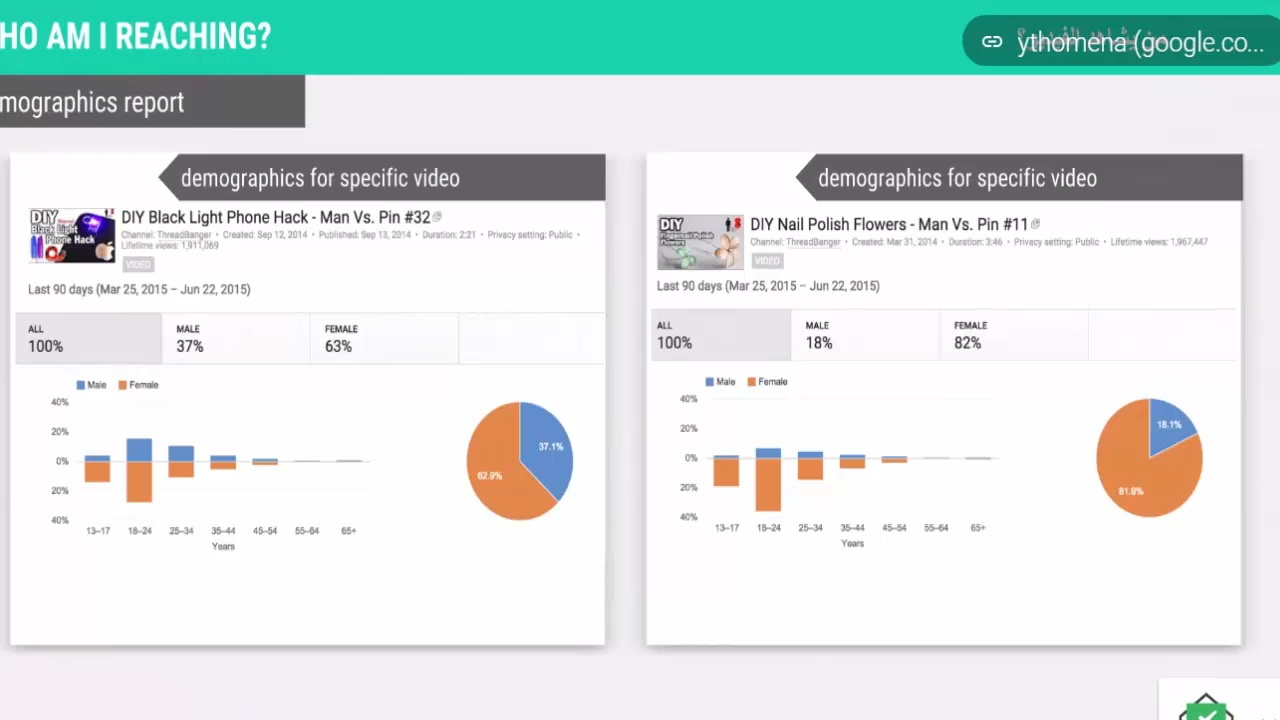 HO AM I REACHING?
ythomena (google.co...
mographics report
demographics for specific video
DIY Black Light Phone Hack - Man Vs. Pin #32
Channel: ThreadBanger • Created: Sep 12, 2014 • Published: Sep 13, 2014 • Duration: 2:21 • Privacy setting: Public •
Lifetime views: 1,911,069
VIDEO
DIY
Black Light
Phone Hack
Last 90 days (Mar 25, 2015 – Jun 22, 2015)
ALL MALE FEMALE
100% 37% 63%
Male Female
40%
20%
0%
20%
40%
13–17 18–24 25–34 35–44 45–54 55–64 65+
Years
37.1%
62.9%
demographics for specific video
DIY Nail Polish Flowers - Man Vs. Pin #11
Channel: ThreadBanger • Created: Mar 31, 2014 • Duration: 3:46 • Privacy setting: Public • Lifetime views: 1,967,447
VIDEO
DIY
Flowers
Last 90 days (Mar 25, 2015 – Jun 22, 2015)
ALL MALE FEMALE
100% 18% 82%
Male Female
40%
20%
0%
20%
40%
13–17 18–24 25–34 35–44 45–54 55–64 65+
Years
18.1%
81.9%